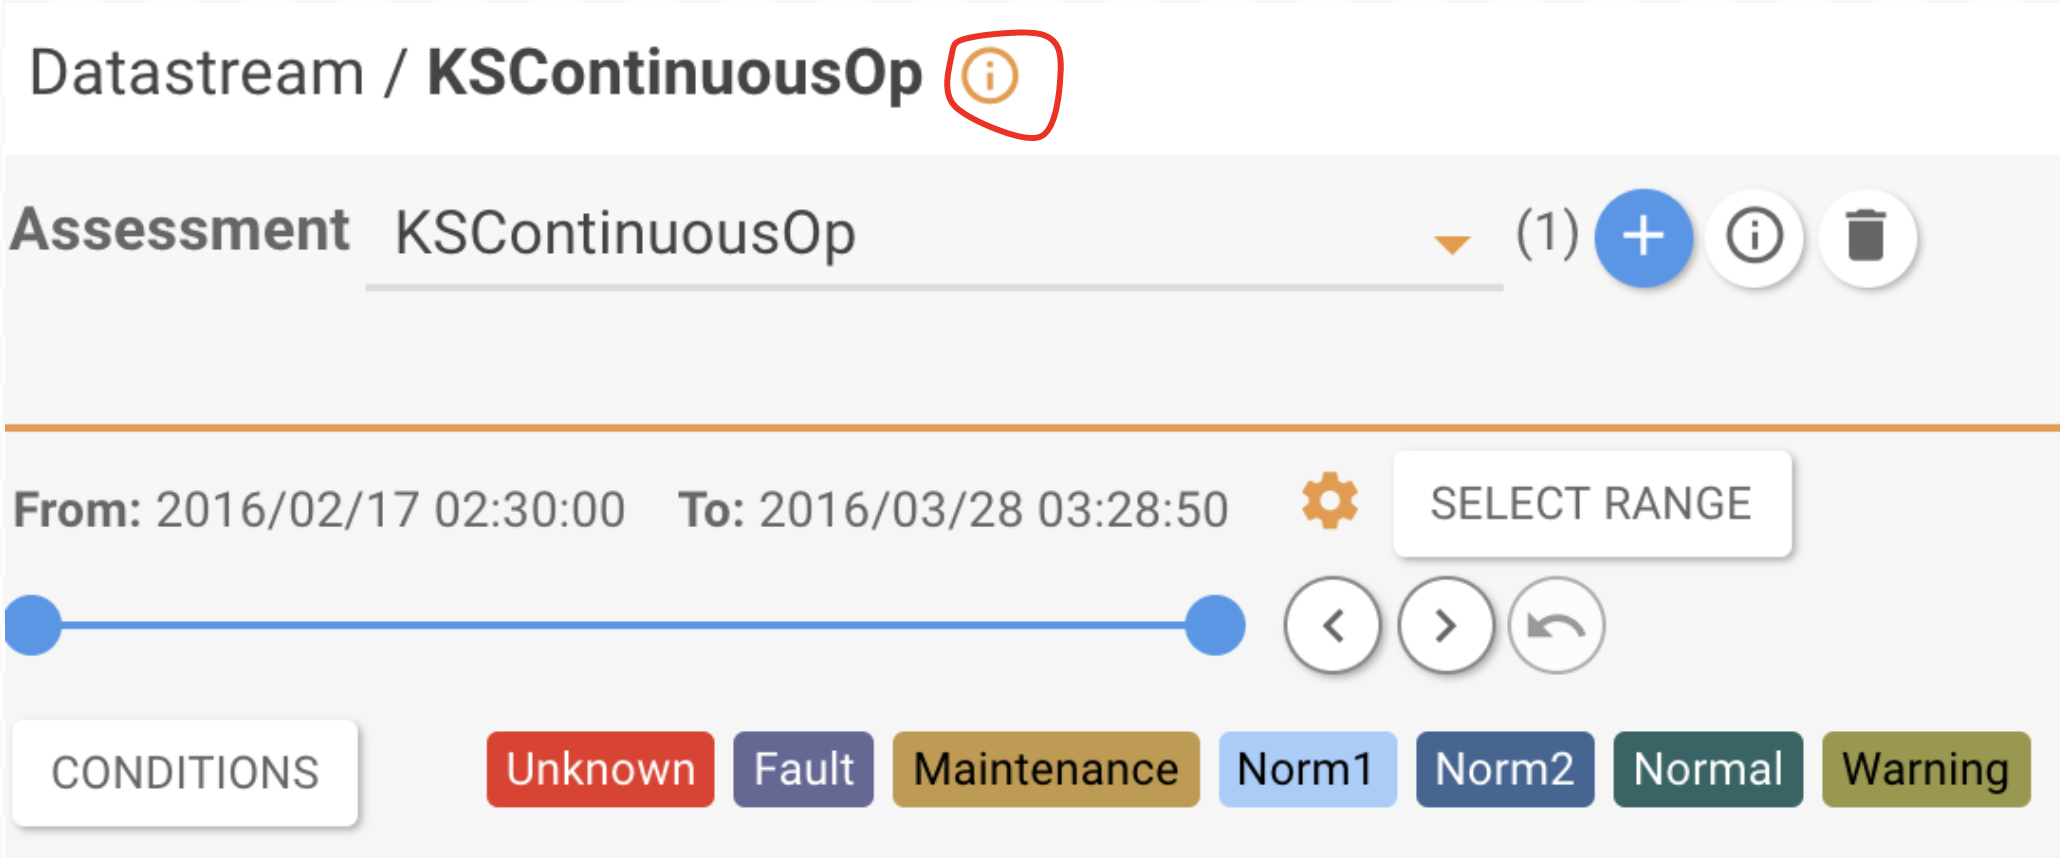 Datastream / KSContinuousOp
Assessment KSContinuousOp (1)
From: 2016/02/17 02:30:00 To: 2016/03/28 03:28:50 SELECT RANGE
CONDITIONS Unknown Fault Maintenance Norm1 Norm2 Normal Warning